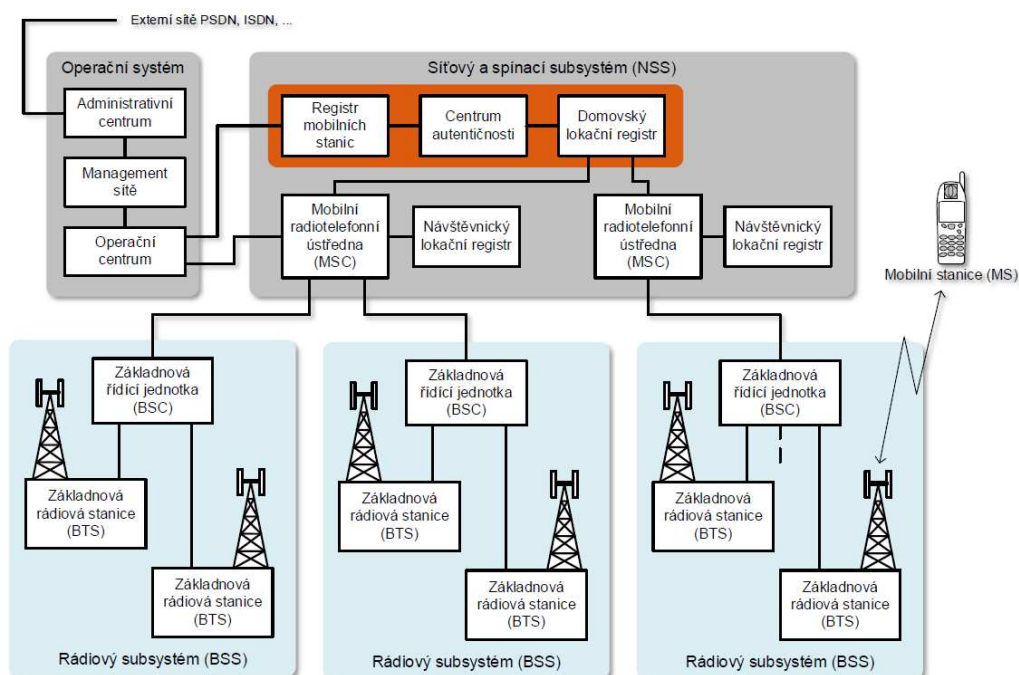 Externí sítě PSDN, ISDN, ...
Operační systém
Administrativní
centrum
Management
sítě
Operační
centrum
Síťový a spínací subsystém (NSS)
Registr
mobilních
stanic
Centrum
autentičnosti
Domovský
lokační registr
Mobilní
radiotelefonní
ústředna
(MSC)
Návštěvnický
lokační registr
Mobilní
radiotelefonní
ústředna
(MSC)
Návštěvnický
lokační registr
Mobilní stanice (MS)
Základnová
řídící jednotka
(BSC)
Základnová
rádiová stanice
(BTS)
Základnová
rádiová stanice
(BTS)
Rádiový subsystém (BSS)
Základnová
řídící jednotka
(BSC)
Základnová
rádiová stanice
(BTS)
Základnová
rádiová stanice
(BTS)
Rádiový subsystém (BSS)
Základnová
řídící jednotka
(BSC)
Základnová
rádiová stanice
(BTS)
Základnová
rádiová stanice
(BTS)
Rádiový subsystém (BSS)